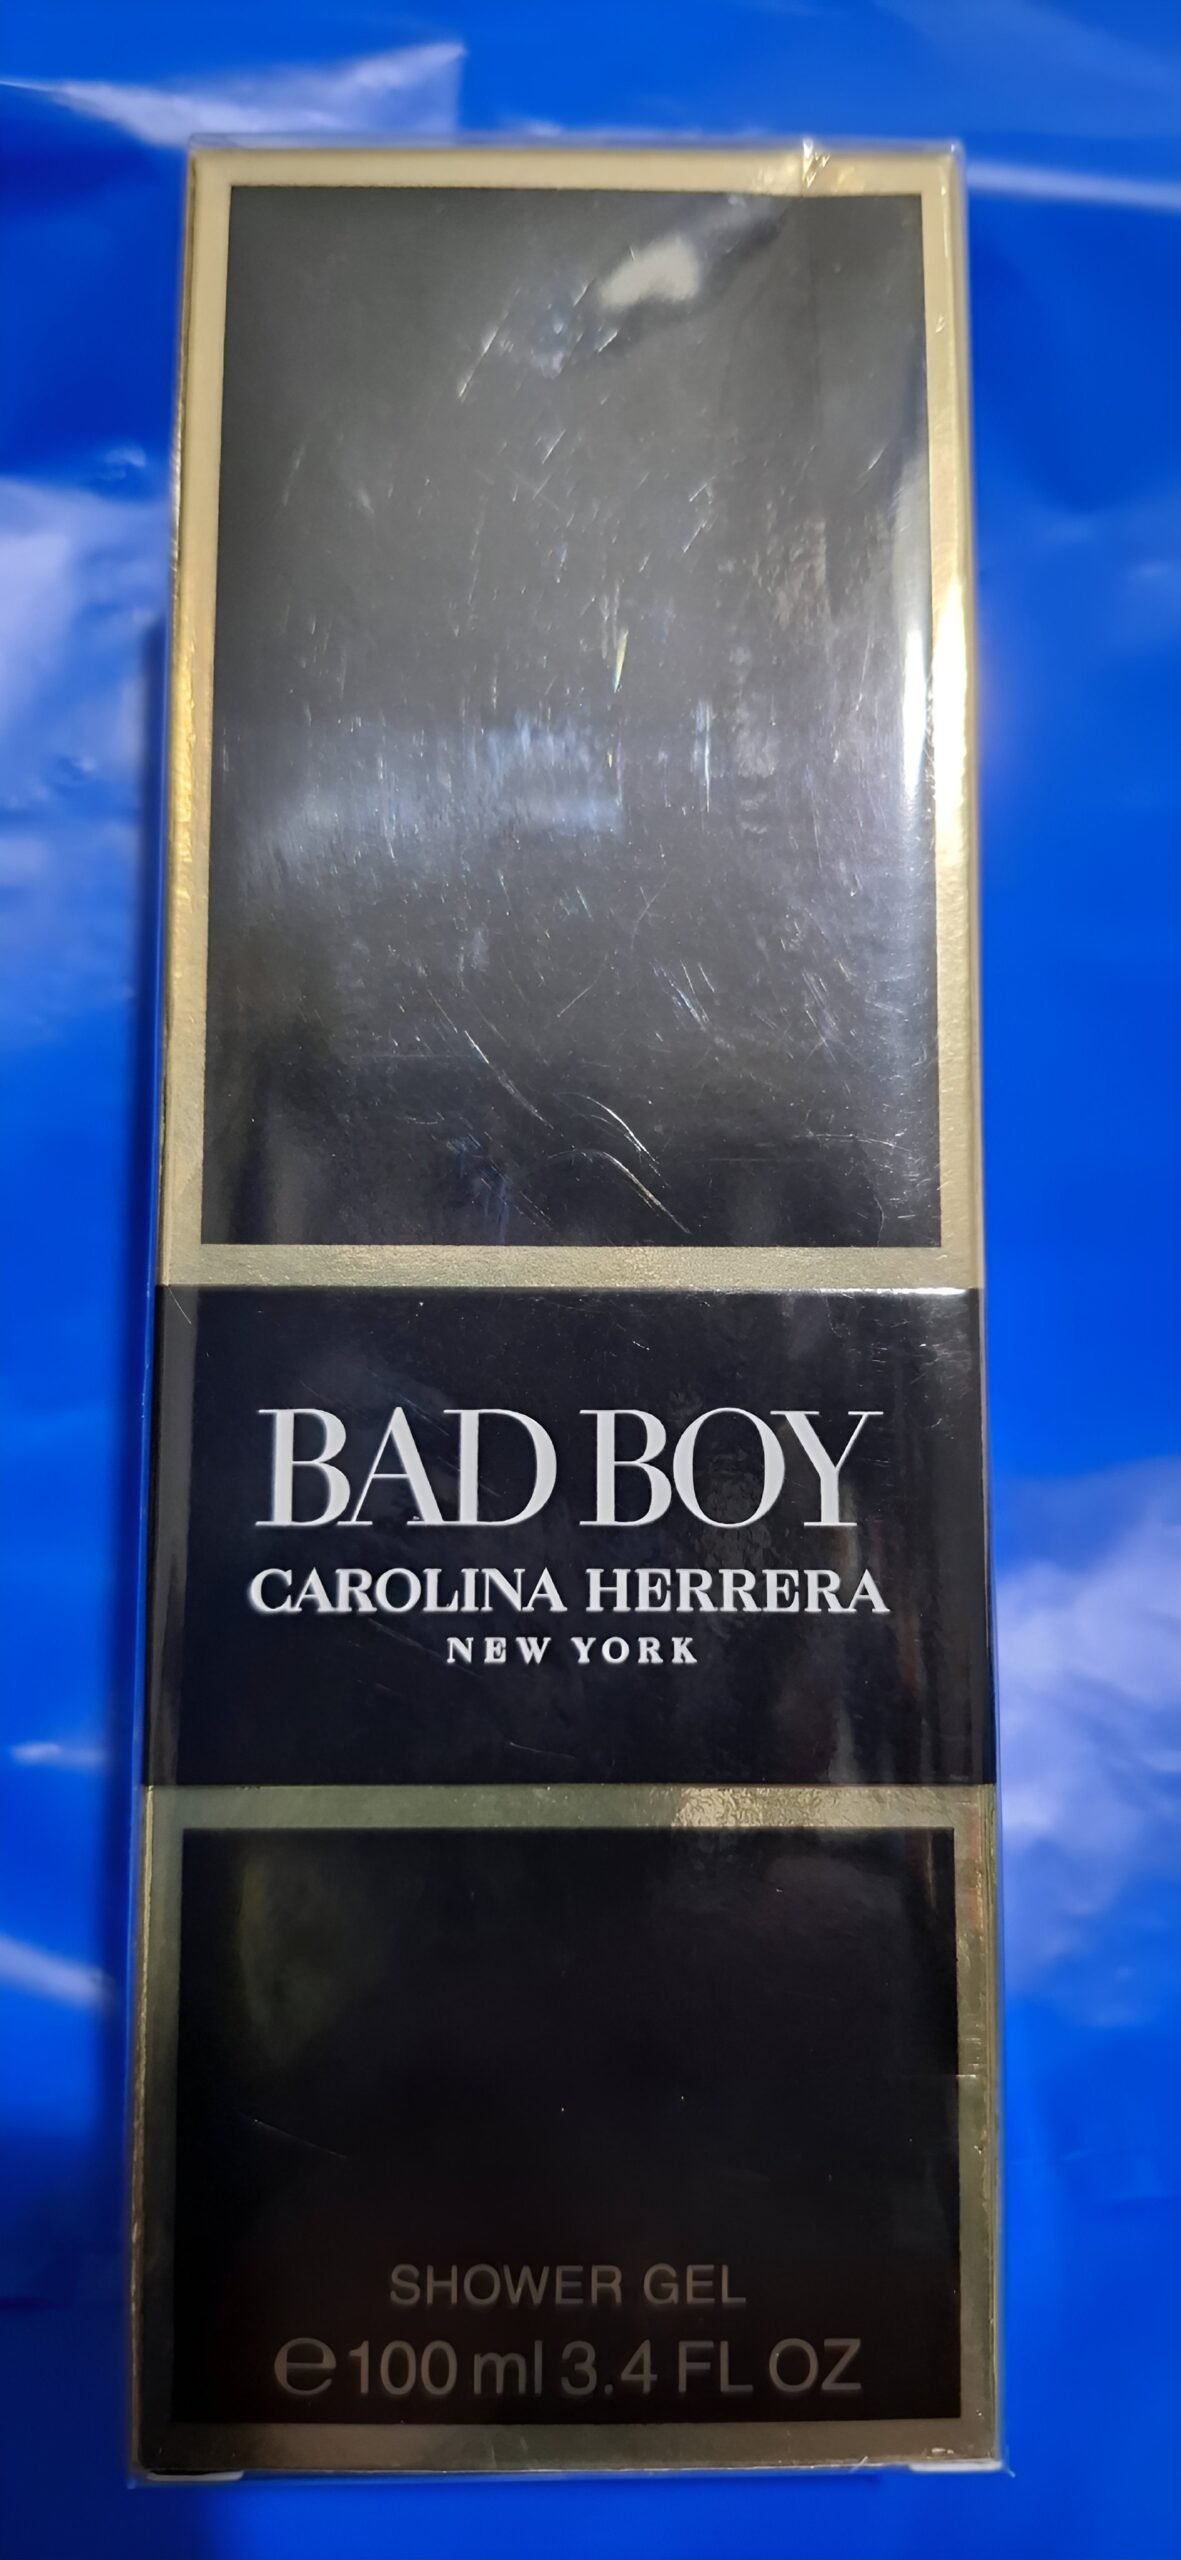 BAD BOY
CAROLINA HERRERA
NEW YORK
SHOWER GEL
℮100 ml 3.4 FL OZ